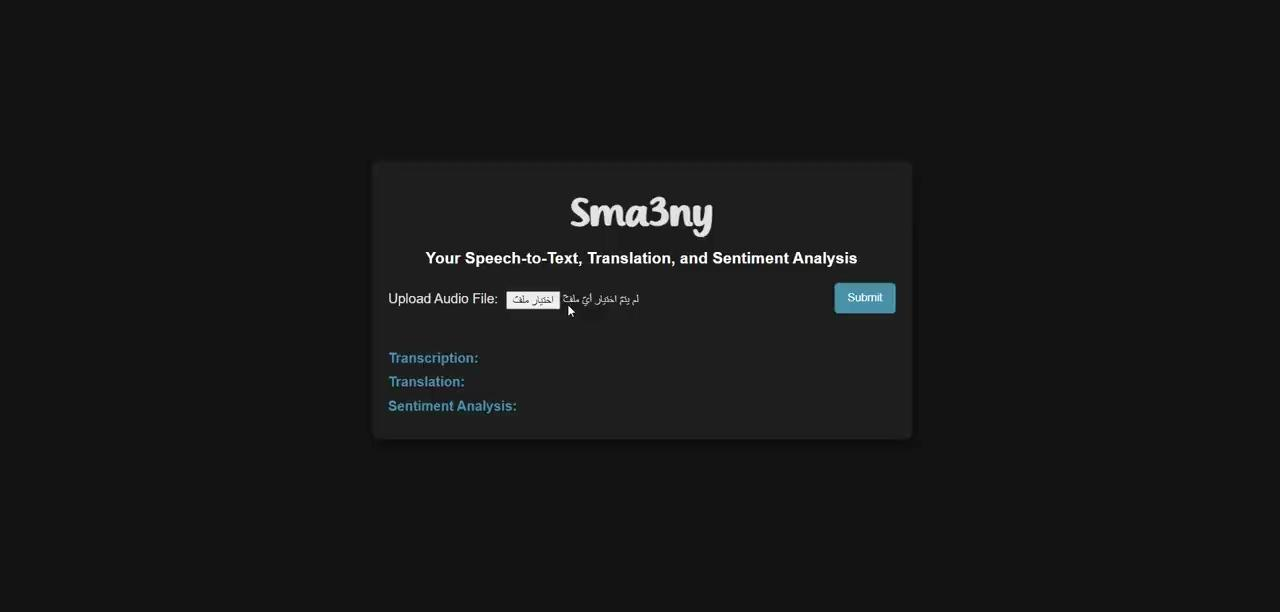 Sma3ny
Your Speech-to-Text, Translation, and Sentiment Analysis
Upload Audio File: اختيار ملفّ لم يتمّ اختيار أيّ ملفّ Submit
Transcription:
Translation:
Sentiment Analysis: